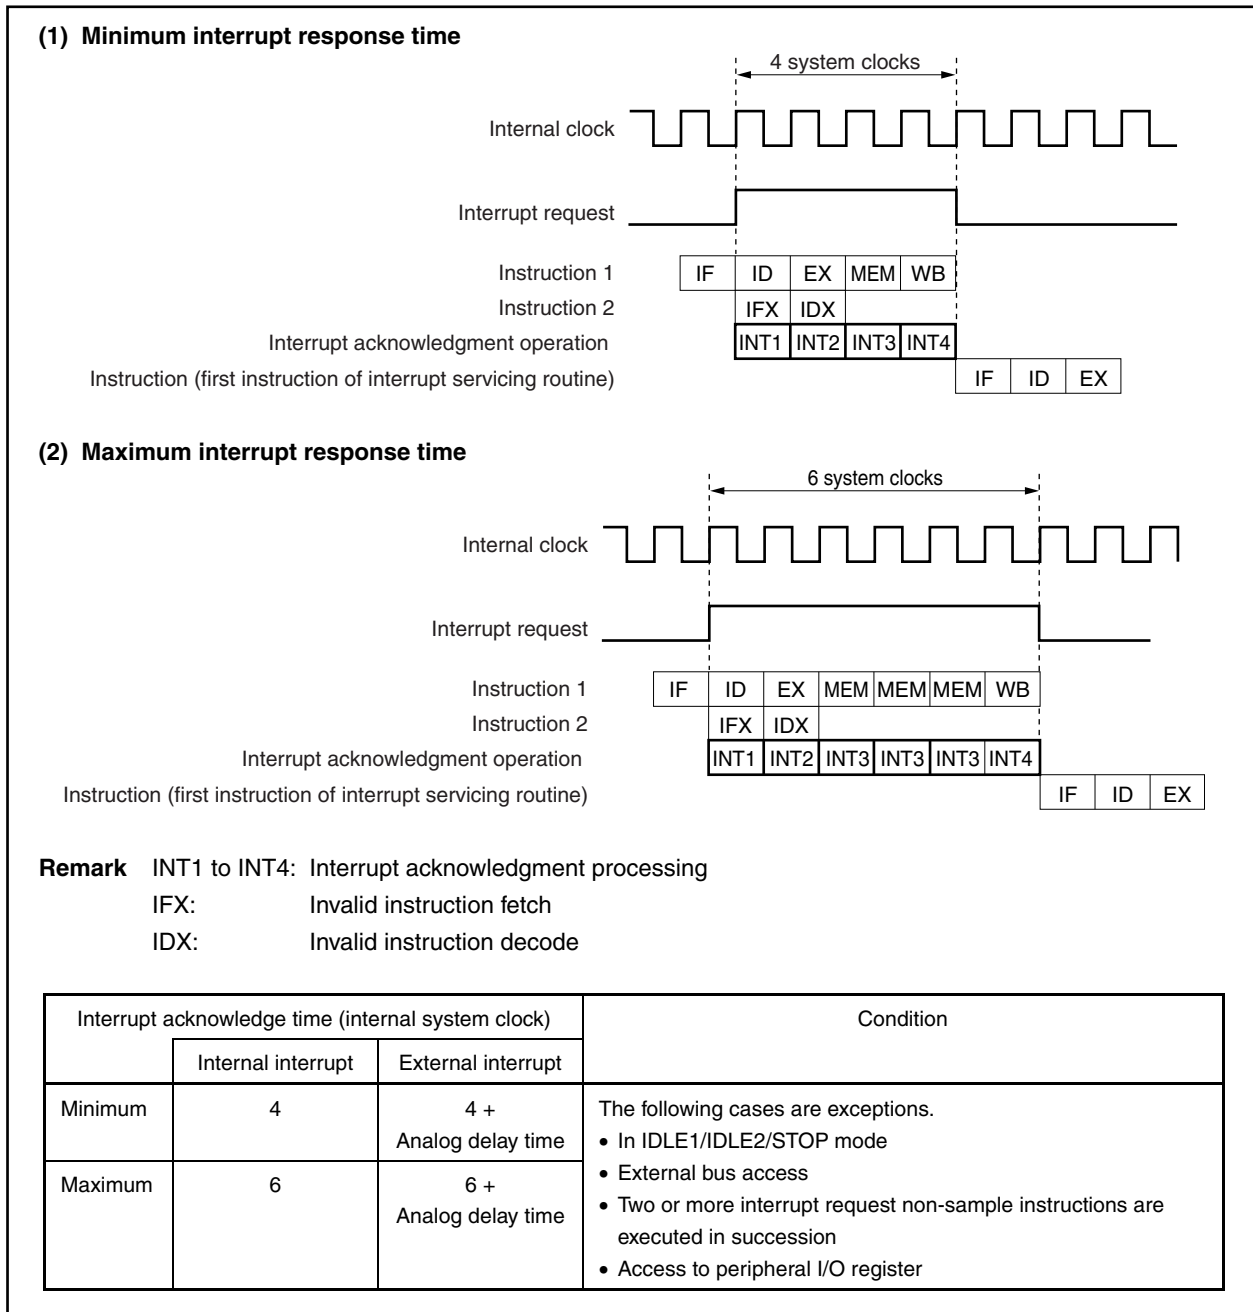 (1) Minimum interrupt response time
4 system clocks
Internal clock
Interrupt request
Instruction 1 IF ID EX MEM WB
Instruction 2 IFX IDX
Interrupt acknowledgment operation INT1 INT2 INT3 INT4
Instruction (first instruction of interrupt servicing routine) IF ID EX
(2) Maximum interrupt response time
6 system clocks
Internal clock
Interrupt request
Instruction 1 IF ID EX MEM MEM MEM WB
Instruction 2 IFX IDX
Interrupt acknowledgment operation INT1 INT2 INT3 INT3 INT3 INT4
Instruction (first instruction of interrupt servicing routine) IF ID EX
Remark INT1 to INT4: Interrupt acknowledgment processing
IFX: Invalid instruction fetch
IDX: Invalid instruction decode
Interrupt acknowledge time (internal system clock) Condition
Internal interrupt External interrupt
Minimum 4 4 + The following cases are exceptions.
Analog delay time • In IDLE1/IDLE2/STOP mode
• External bus access
Maximum 6 6 + • Two or more interrupt request non-sample instructions are
Analog delay time executed in succession
• Access to peripheral I/O register